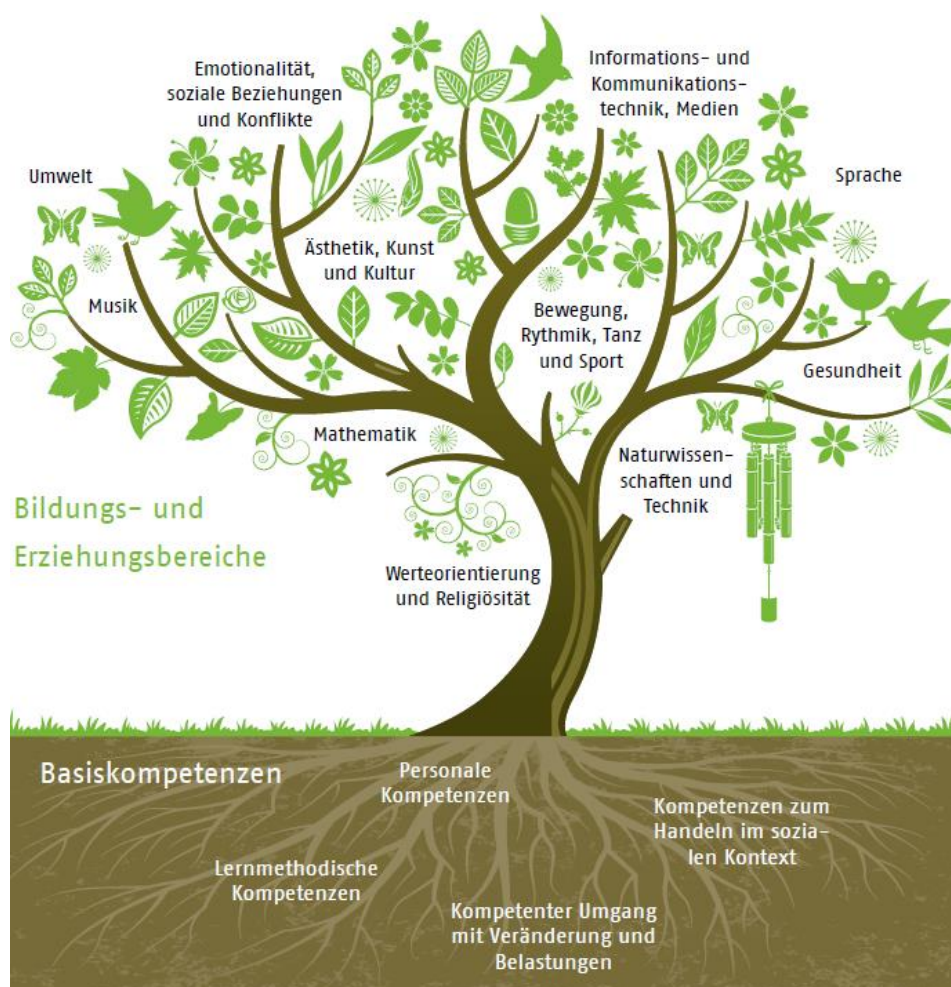 Emotionalität,
soziale Beziehungen
und Konflikte
Informations- und
Kommunikations-
technik, Medien
Umwelt
Sprache
Ästhetik, Kunst
und Kultur
Musik
Bewegung,
Rythmik, Tanz
und Sport
Gesundheit
Mathematik
Naturwissen-
schaften und
Technik
Bildungs- und
Erziehungsbereiche
Werteorientierung
und Religiösität
Basiskompetenzen
Personale
Kompetenzen
Kompetenzen zum
Handeln im sozia-
len Kontext
Lernmethodische
Kompetenzen
Kompetenter Umgang
mit Veränderung und
Belastungen